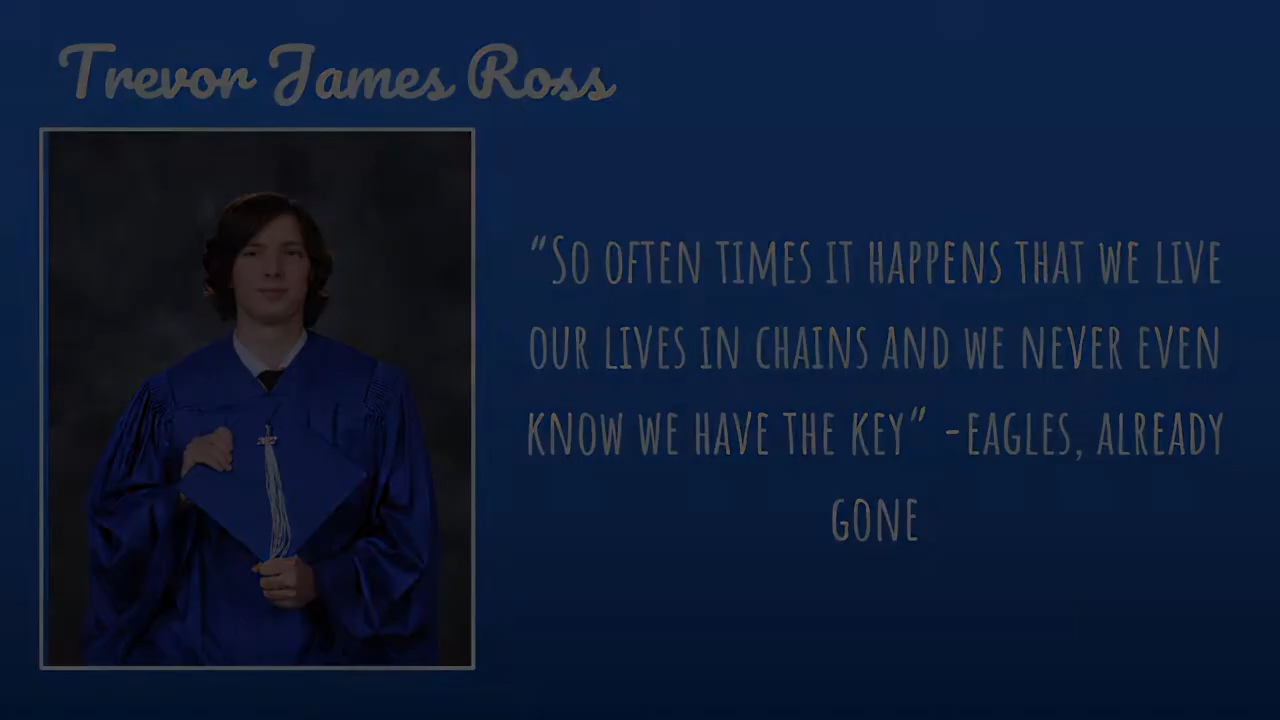 Trevor James Ross
“So often times it happens that we live
our lives in chains and we never even
know we have the key” -Eagles, Already
Gone